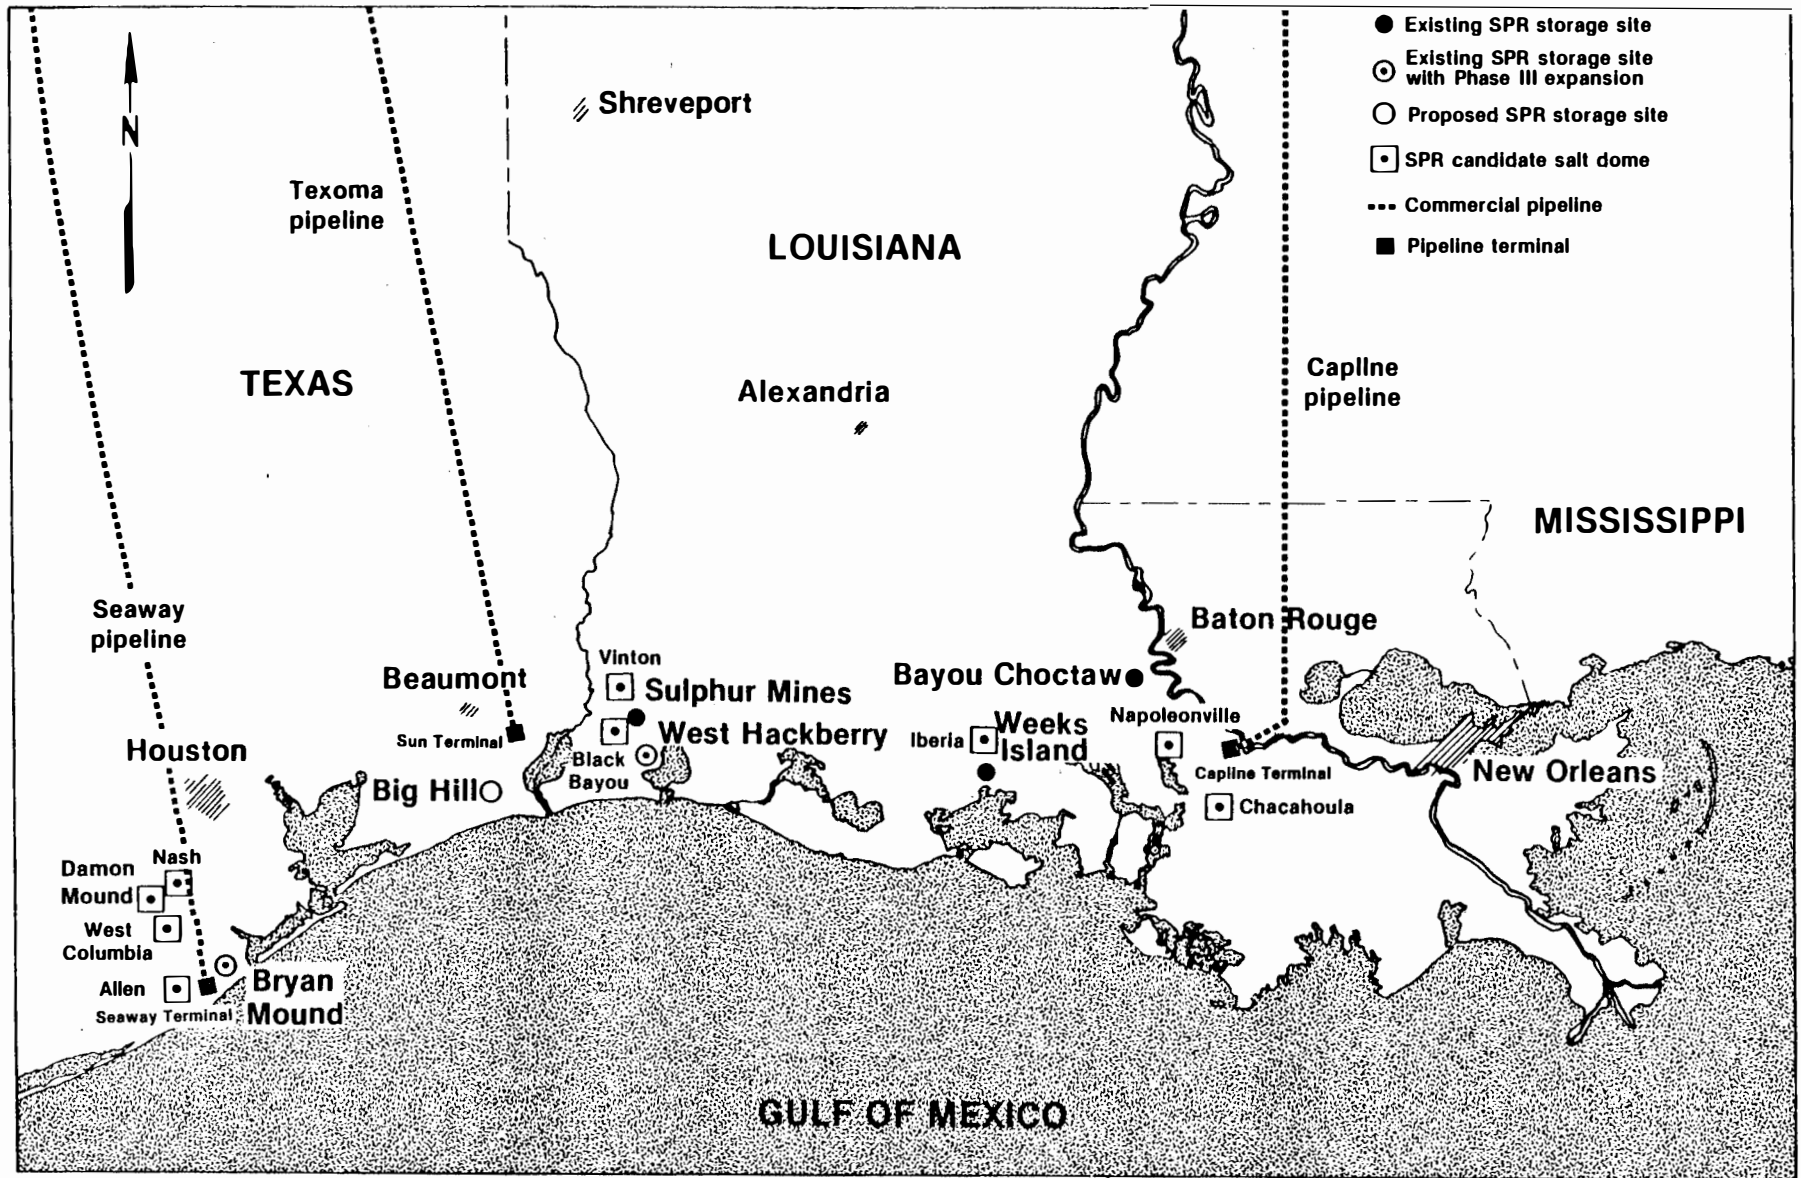 Existing SPR storage site
Existing SPR storage site
with Phase III expansion
Proposed SPR storage site
SPR candidate salt dome
Commercial pipeline
Pipeline terminal
N
Shreveport
Texoma
pipeline
LOUISIANA
TEXAS
Alexandria
Capline
pipeline
MISSISSIPPI
Seaway
pipeline
Baton Rouge
Beaumont
Vinton
Sulphur Mines
Bayou Choctaw
Sun Terminal
West Hackberry
Iberia
Weeks
Island
Napoleonville
Houston
Black
Bayou
Big Hill
Capline Terminal
New Orleans
Chacahoula
Damon
Mound
Nash
West
Columbia
Allen
Seaway Terminal
Bryan
Mound
GULF OF MEXICO